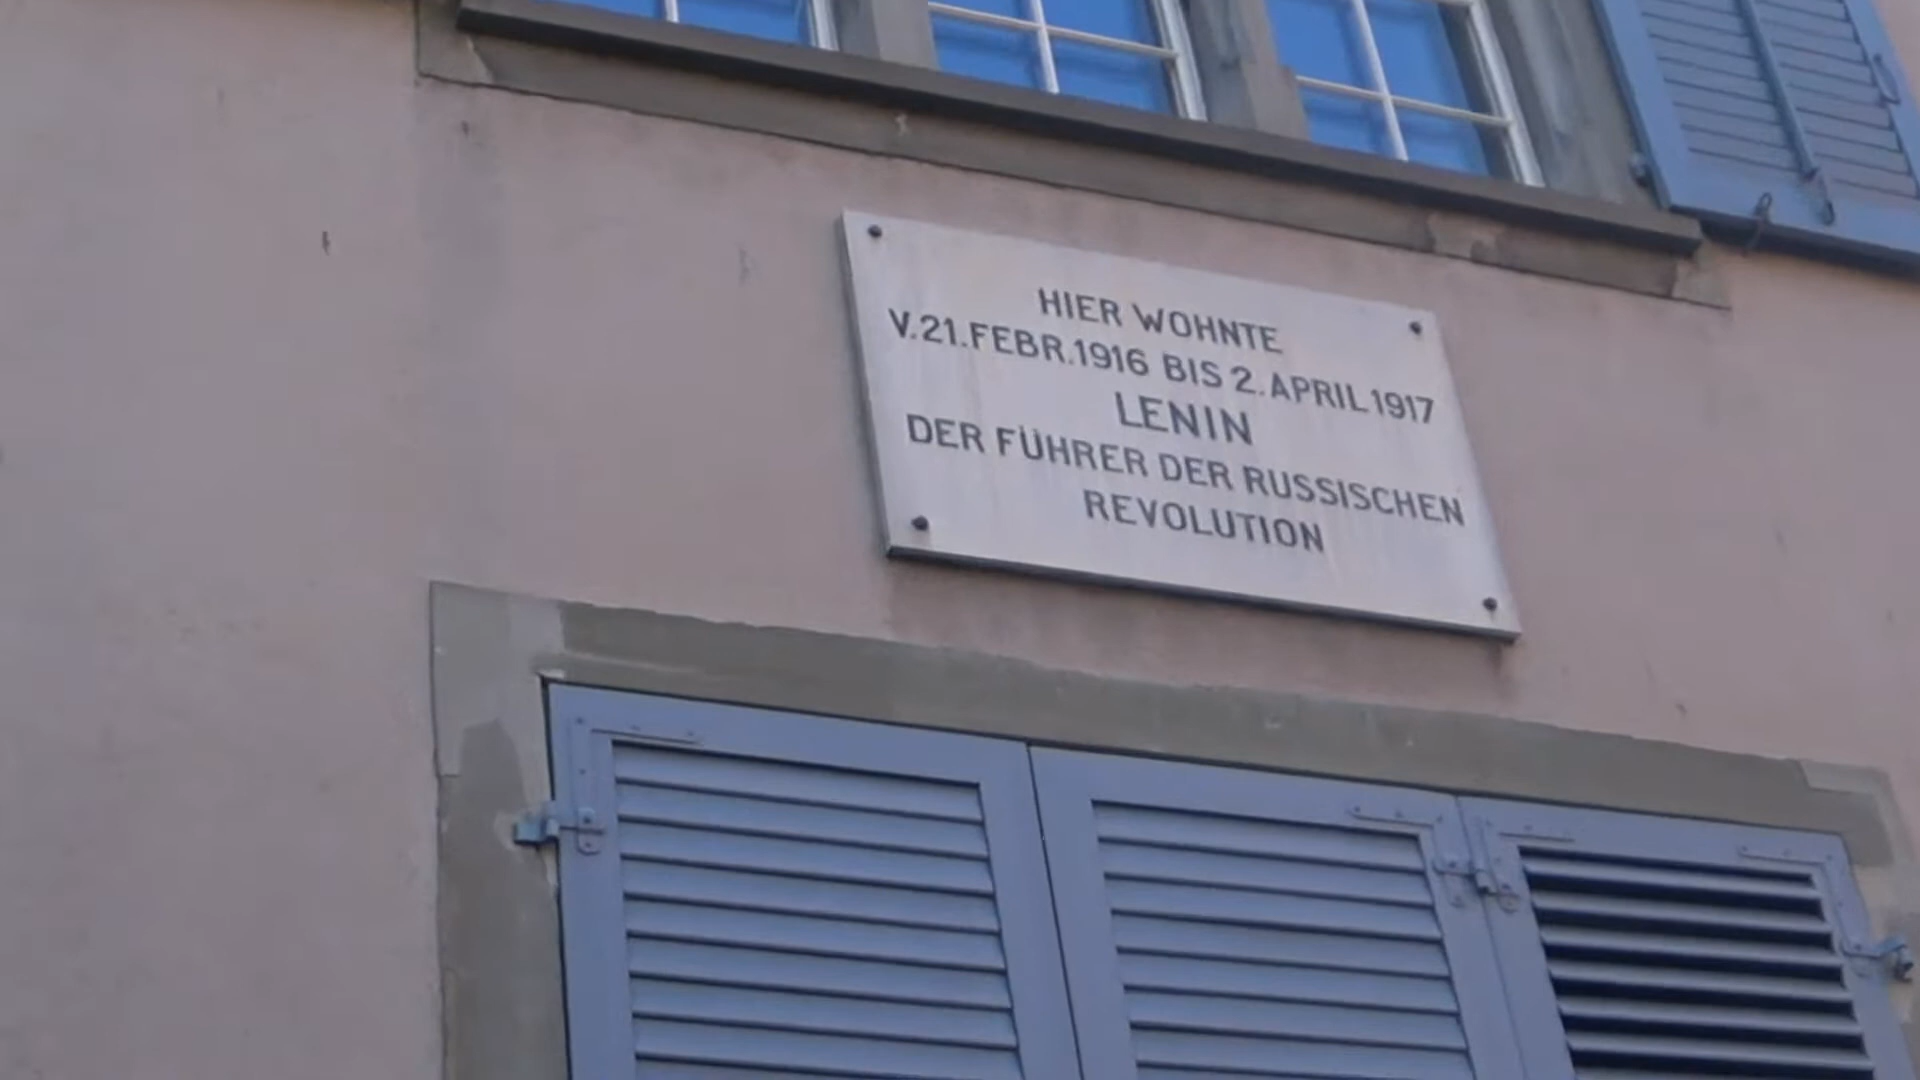 HIER WOHNTE
V.21.FEBR.1916 BIS 2.APRIL 1917
LENIN
DER FÜHRER DER RUSSISCHEN
REVOLUTION